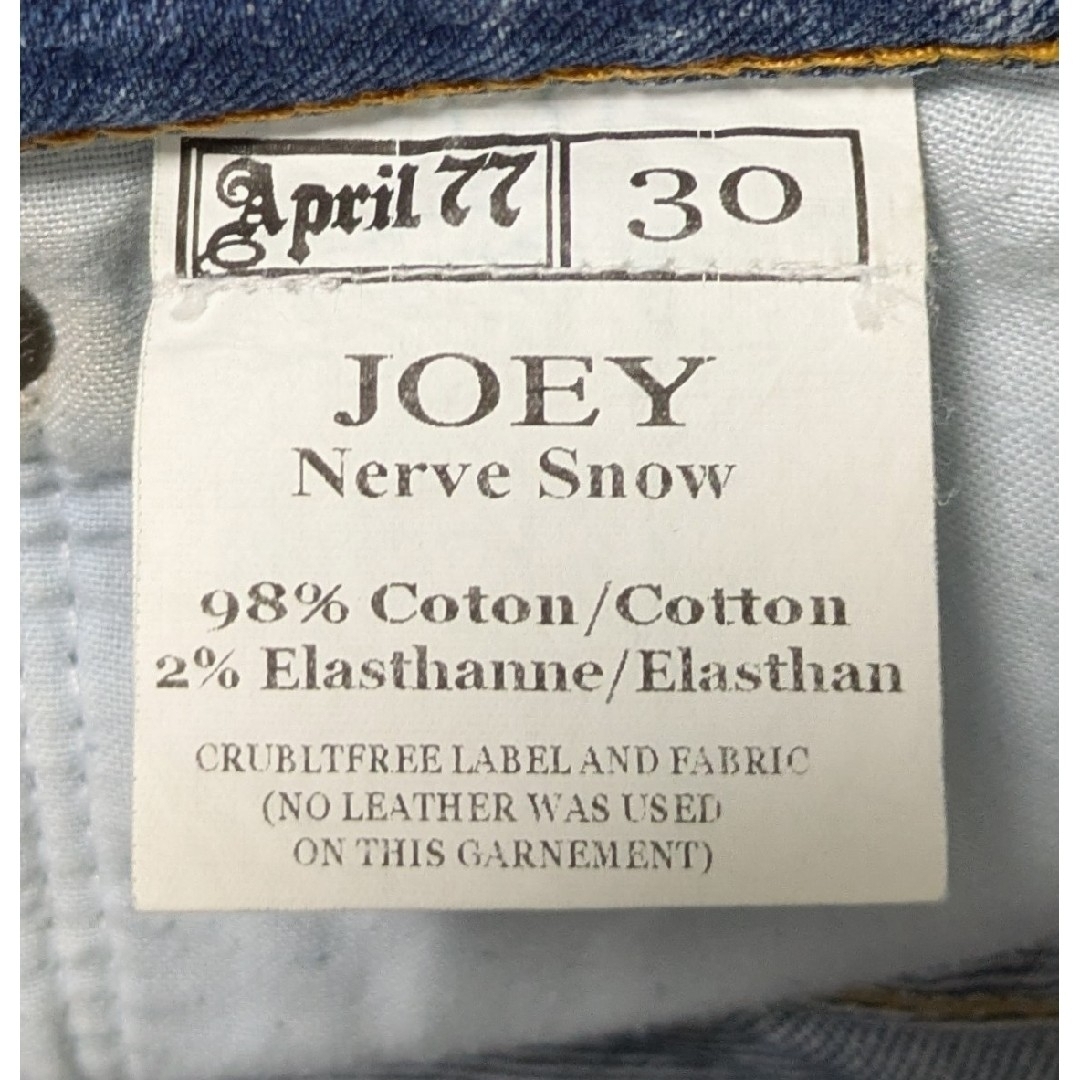 April 77 30
JOEY
Nerve Snow
98% Coton/Cotton
2% Elasthanne/Elasthan
CRUBLTFREE LABEL AND FABRIC
(NO LEATHER WAS USED
ON THIS GARNEMENT)